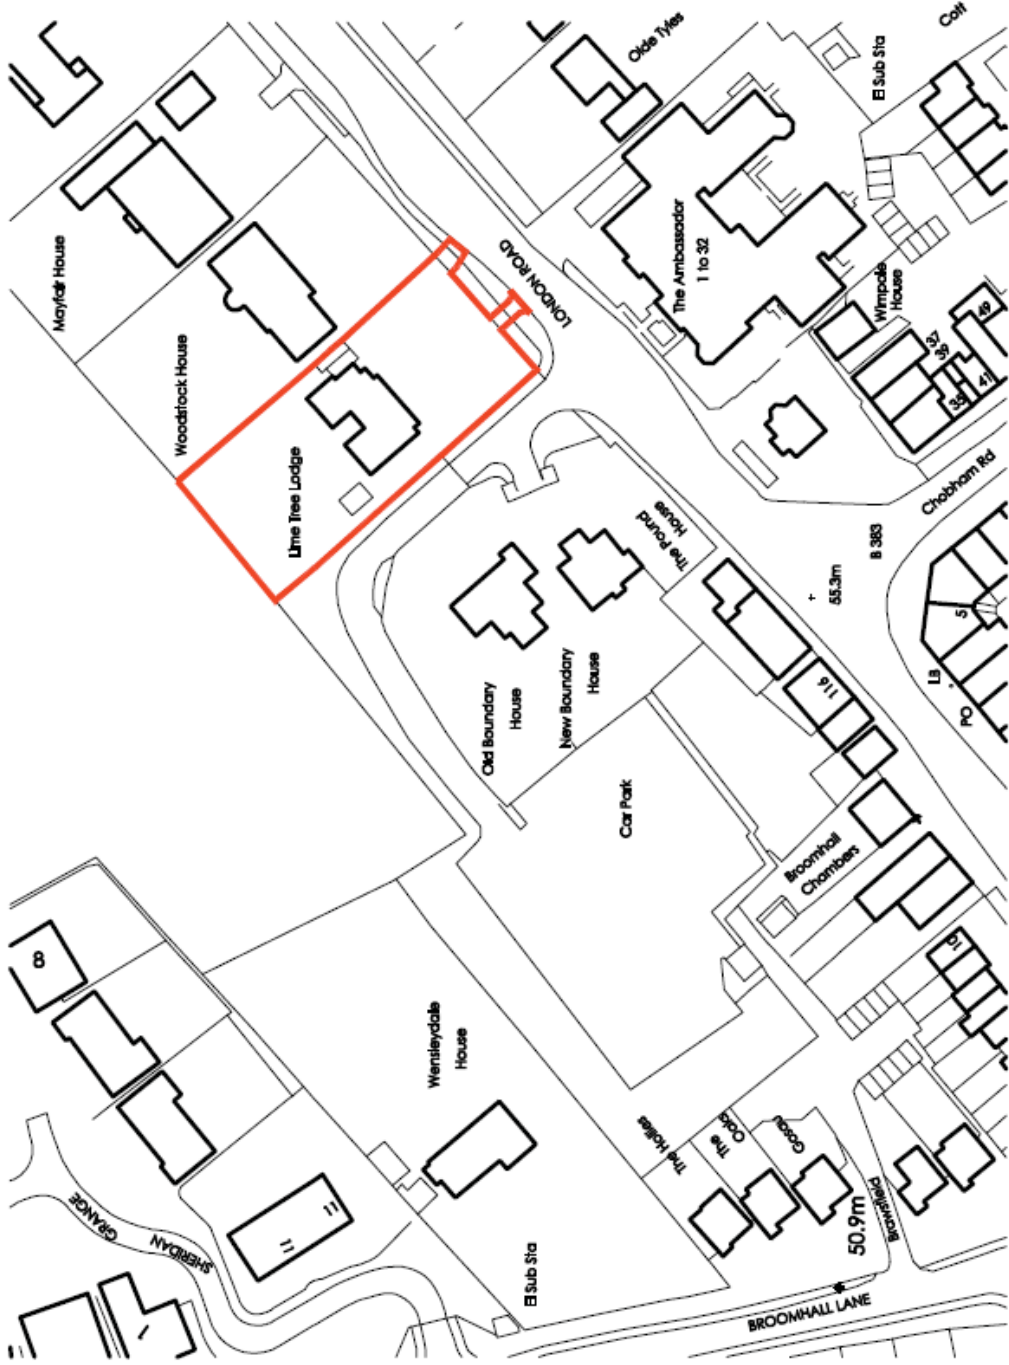 Cott
Olde Tyles
Sub Sta
Mayfair House
LONDON ROAD
The Ambassador
1 to 32
Wimpole
House
Woodstock House
49
37
39
41
35
Lime Tree Lodge
Chobham Rd
The Pound
House
B 383
55.3m
5
LB
PO
Old Boundary
House
New Boundary
House
116
Car Park
Broomhall
Chambers
10
8
Wensleydale
House
The Hollies
The
Oaks
Gosau
Brawsfield
50.9m
SHERIDAN
GRANGE
11
11
Sub Sta
1
BROOMHALL LANE